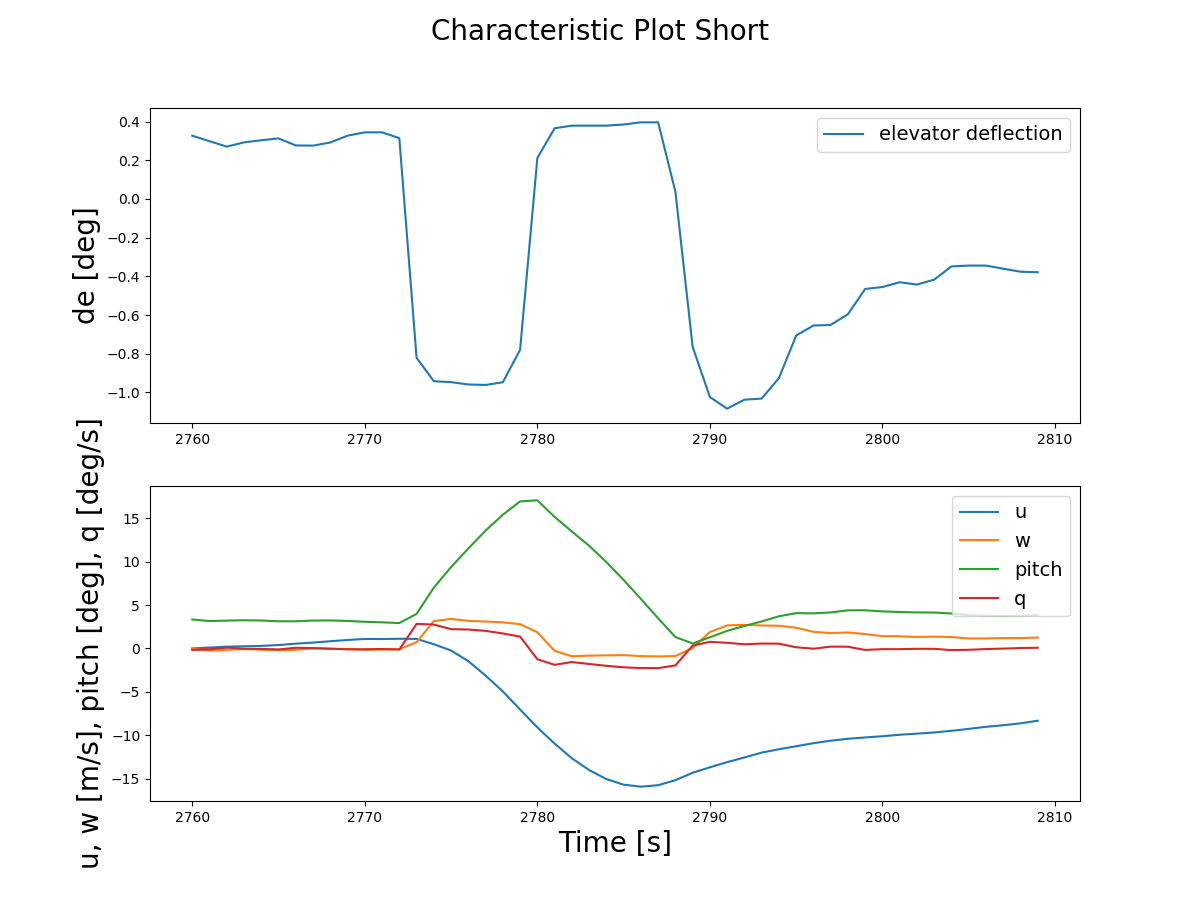 Characteristic Plot Short
de [deg]
0.4
0.2
0.0
−0.2
−0.4
−0.6
−0.8
−1.0
elevator deflection
2760 2770 2780 2790 2800 2810
u, w [m/s], pitch [deg], q [deg/s]
15
10
5
0
−5
−10
−15
u
w
pitch
q
2760 2770 2780 2790 2800 2810
Time [s]